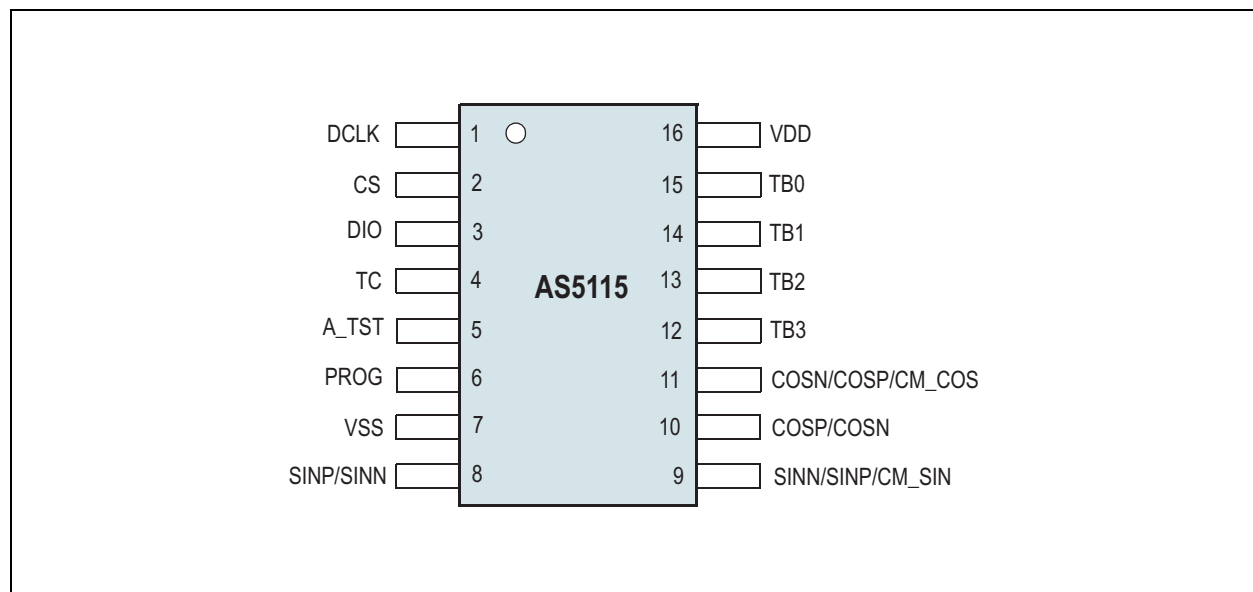 DCLK 1 16 VDD
CS 2 15 TB0
DIO 3 14 TB1
TC 4 AS5115 13 TB2
A_TST 5 12 TB3
PROG 6 11 COSN/COSP/CM_COS
VSS 7 10 COSP/COSN
SINP/SINN 8 9 SINN/SINP/CM_SIN